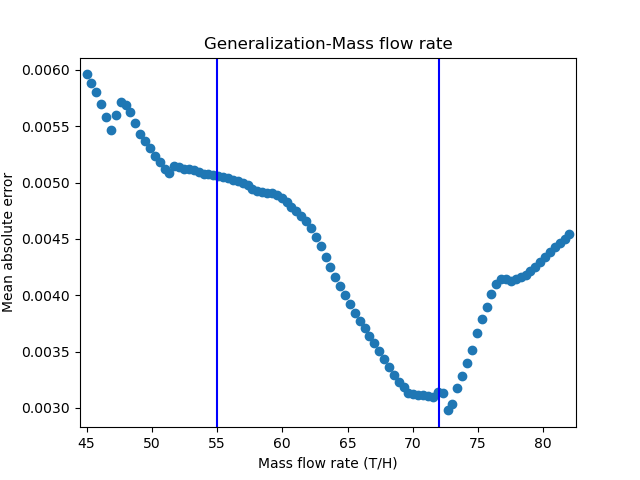 Generalization-Mass flow rate
Mean absolute error
0.0060
0.0055
0.0050
0.0045
0.0040
0.0035
0.0030
45 50 55 60 65 70 75 80
Mass flow rate (T/H)